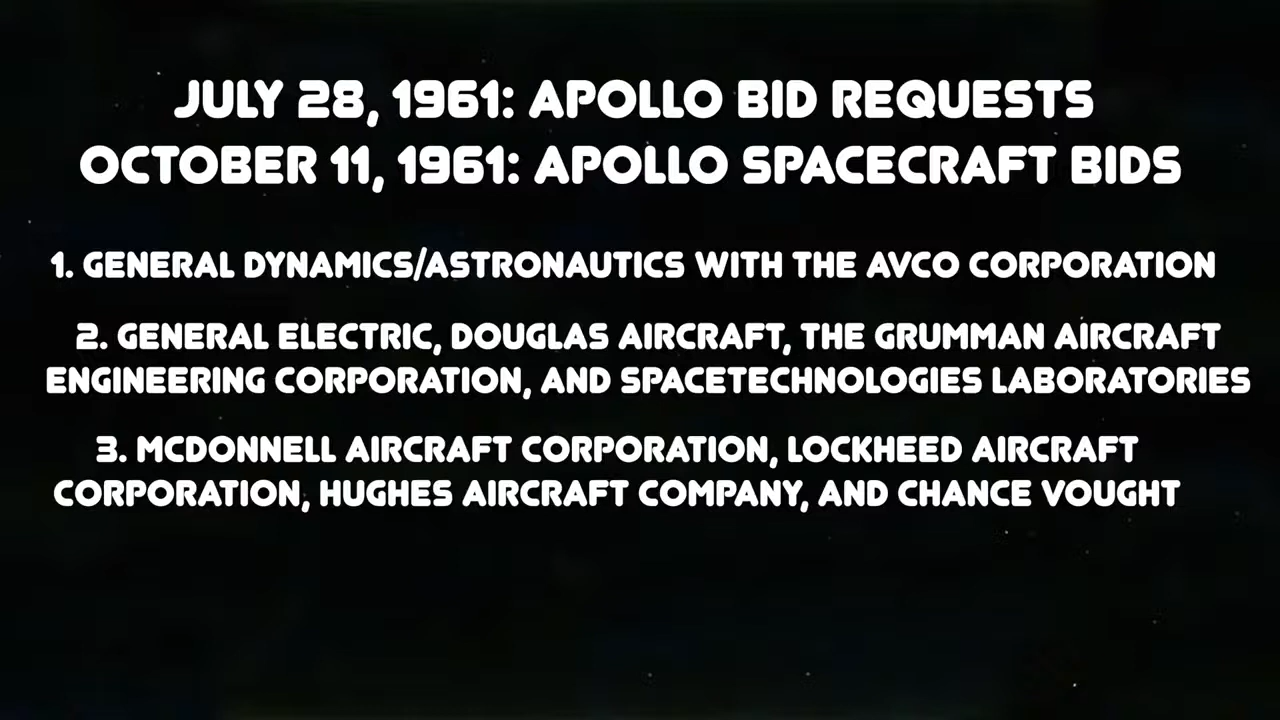 JULY 28, 1961: APOLLO BID REQUESTS
OCTOBER 11, 1961: APOLLO SPACECRAFT BIDS
1. GENERAL DYNAMICS/ASTRONAUTICS WITH THE AVCO CORPORATION
2. GENERAL ELECTRIC, DOUGLAS AIRCRAFT, THE GRUMMAN AIRCRAFT
ENGINEERING CORPORATION, AND SPACETECHNOLOGIES LABORATORIES
3. MCDONNELL AIRCRAFT CORPORATION, LOCKHEED AIRCRAFT
CORPORATION, HUGHES AIRCRAFT COMPANY, AND CHANCE VOUGHT